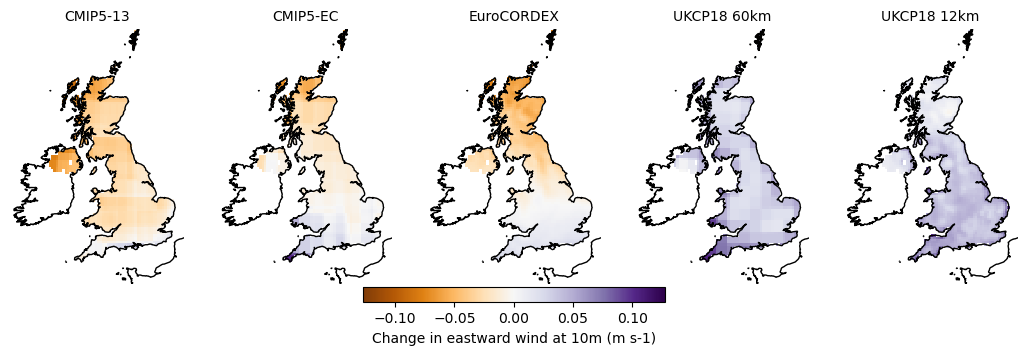 CMIP5-13 CMIP5-EC EuroCORDEX UKCP18 60km UKCP18 12km
−0.10 −0.05 0.00 0.05 0.10
Change in eastward wind at 10m (m s-1)